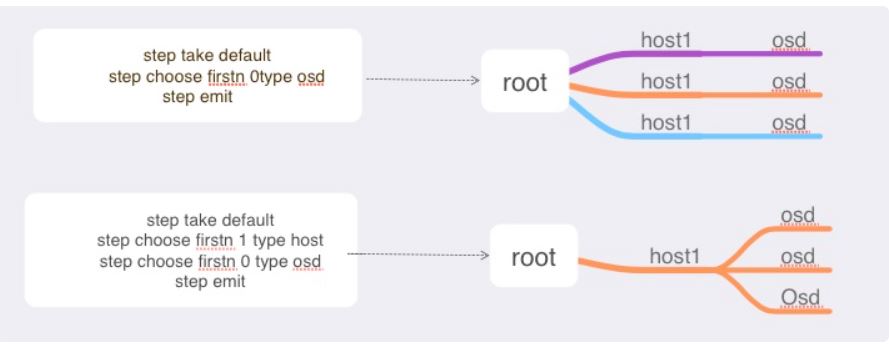 step take default
step choose firstn 0type osd
step emit
root
host1 osd
host1 osd
host1 osd
step take default
step choose firstn 1 type host
step choose firstn 0 type osd
step emit
root
host1
osd
osd
Osd